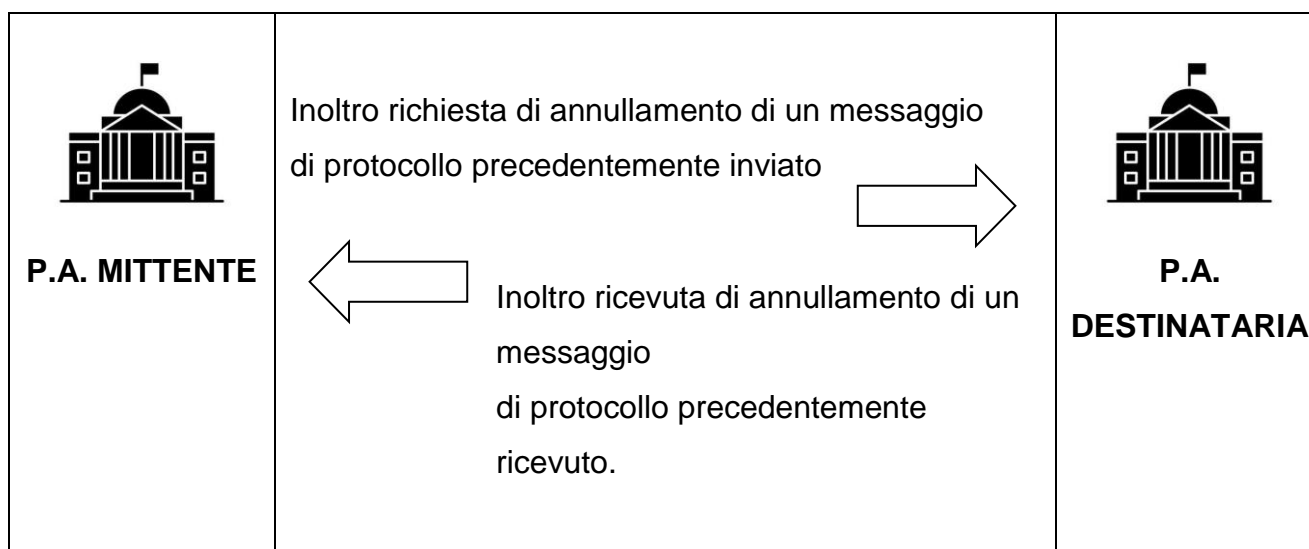 P.A. MITTENTE
Inoltro richiesta di annullamento di un messaggio
di protocollo precedentemente inviato
Inoltro ricevuta di annullamento di un
messaggio
di protocollo precedentemente
ricevuto.
P.A.
DESTINATARIA